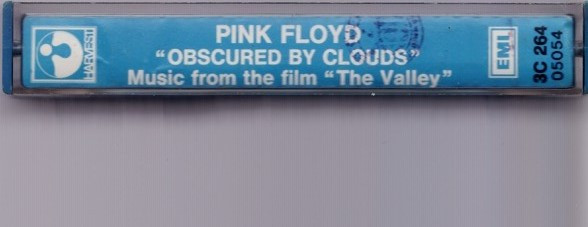 HARVEST
PINK FLOYD
“OBSCURED BY CLOUDS”
Music from the film “The Valley”
EMI
3C 264
05054